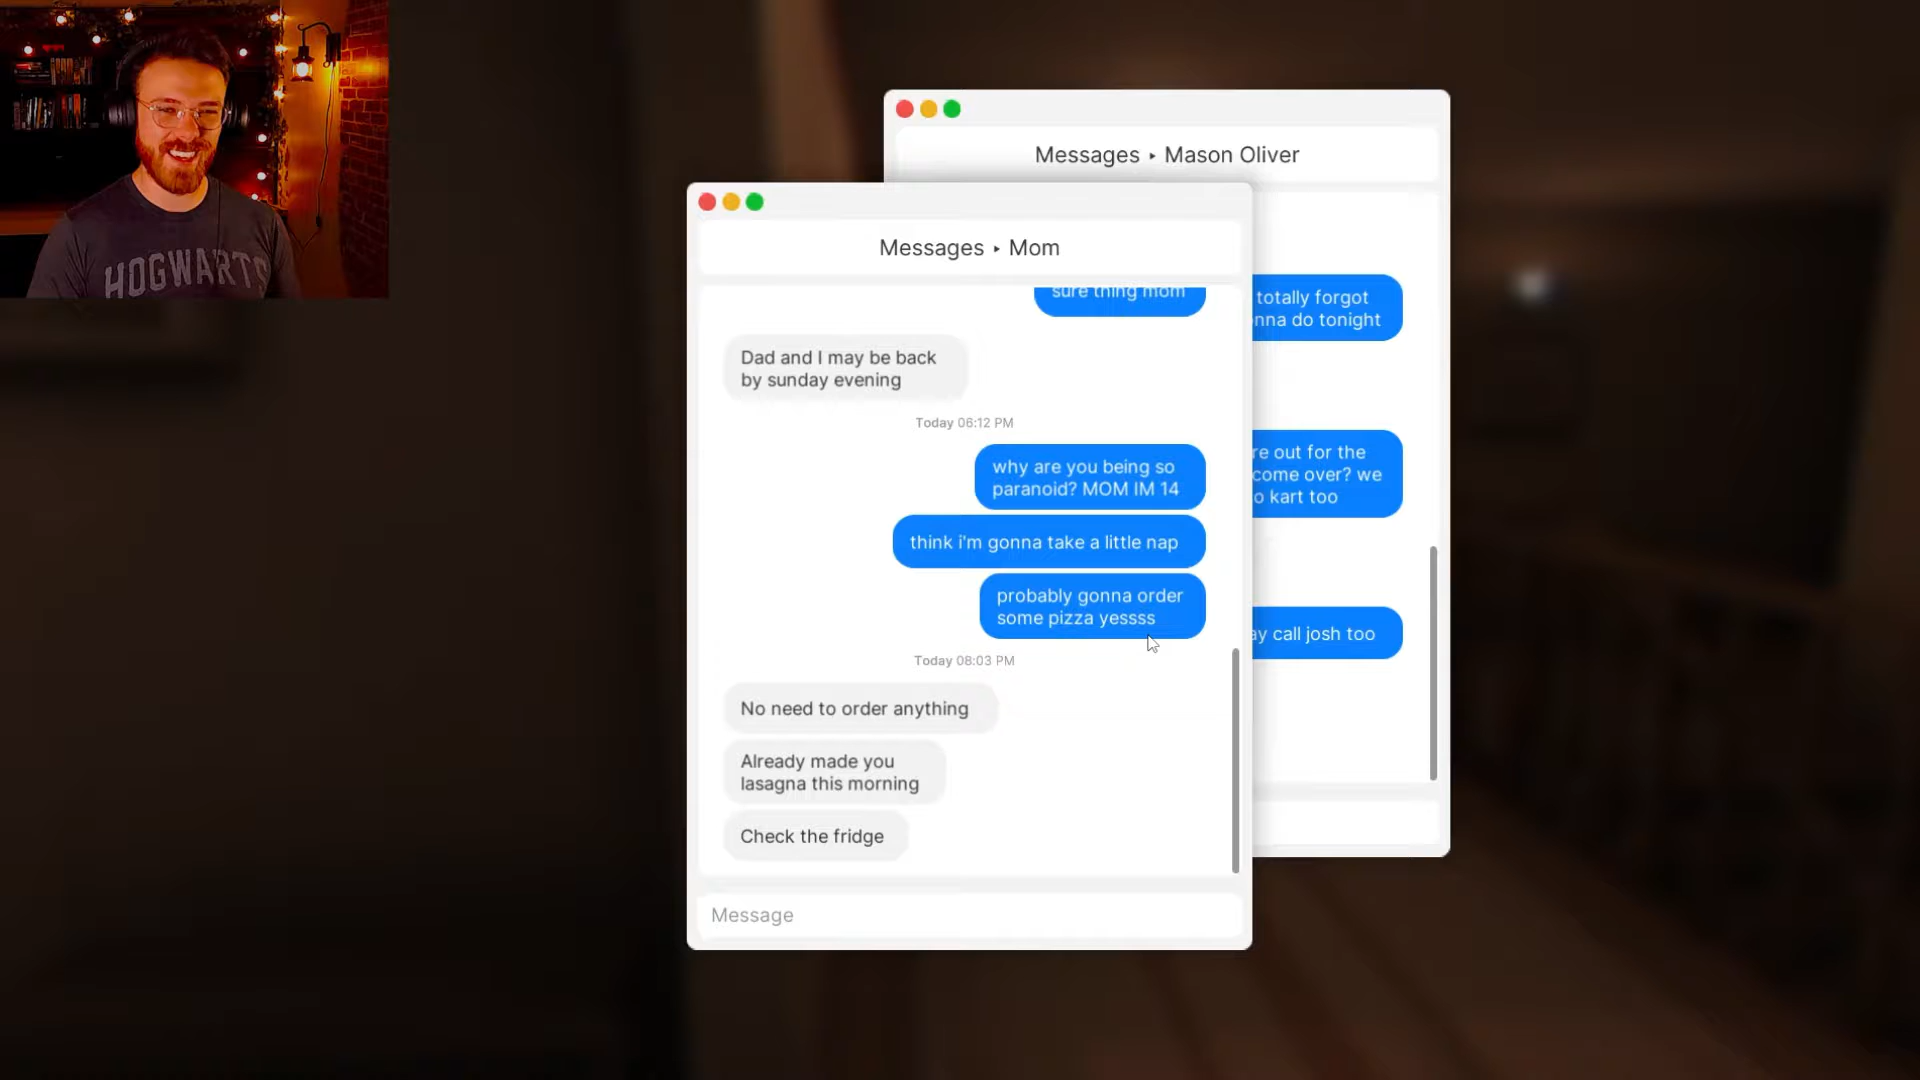 HOGWARTS
Messages ▸ Mason Oliver
totally forgot
nna do tonight
re out for the
come over? we
o kart too
ay call josh too
Messages ▸ Mom
sure thing mom
Dad and I may be back
by sunday evening
Today 06:12 PM
why are you being so
paranoid? MOM IM 14
think i'm gonna take a little nap
probably gonna order
some pizza yessss
Today 08:03 PM
No need to order anything
Already made you
lasagna this morning
Check the fridge
Message